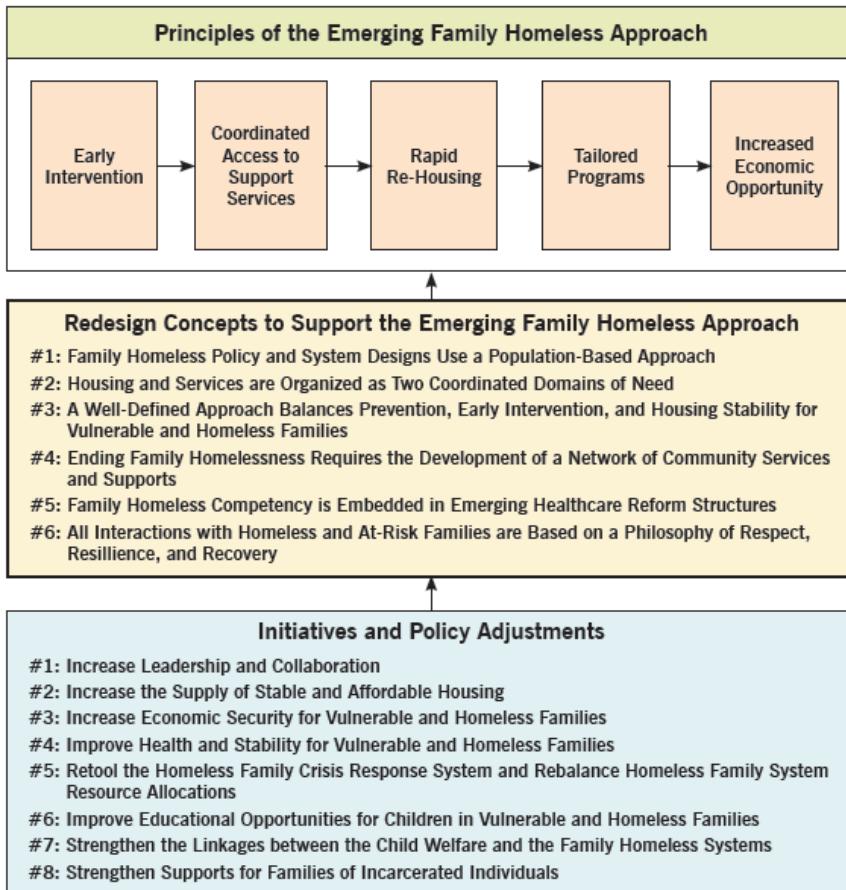 Principles of the Emerging Family Homeless Approach
Early
Intervention
Coordinated
Access to
Support
Services
Rapid
Re-Housing
Tailored
Programs
Increased
Economic
Opportunity
Redesign Concepts to Support the Emerging Family Homeless Approach
#1: Family Homeless Policy and System Designs Use a Population-Based Approach
#2: Housing and Services are Organized as Two Coordinated Domains of Need
#3: A Well-Defined Approach Balances Prevention, Early Intervention, and Housing Stability for
Vulnerable and Homeless Families
#4: Ending Family Homelessness Requires the Development of a Network of Community Services
and Supports
#5: Family Homeless Competency is Embedded in Emerging Healthcare Reform Structures
#6: All Interactions with Homeless and At-Risk Families are Based on a Philosophy of Respect,
Resillience, and Recovery
Initiatives and Policy Adjustments
#1: Increase Leadership and Collaboration
#2: Increase the Supply of Stable and Affordable Housing
#3: Increase Economic Security for Vulnerable and Homeless Families
#4: Improve Health and Stability for Vulnerable and Homeless Families
#5: Retool the Homeless Family Crisis Response System and Rebalance Homeless Family System
Resource Allocations
#6: Improve Educational Opportunities for Children in Vulnerable and Homeless Families
#7: Strengthen the Linkages between the Child Welfare and the Family Homeless Systems
#8: Strengthen Supports for Families of Incarcerated Individuals